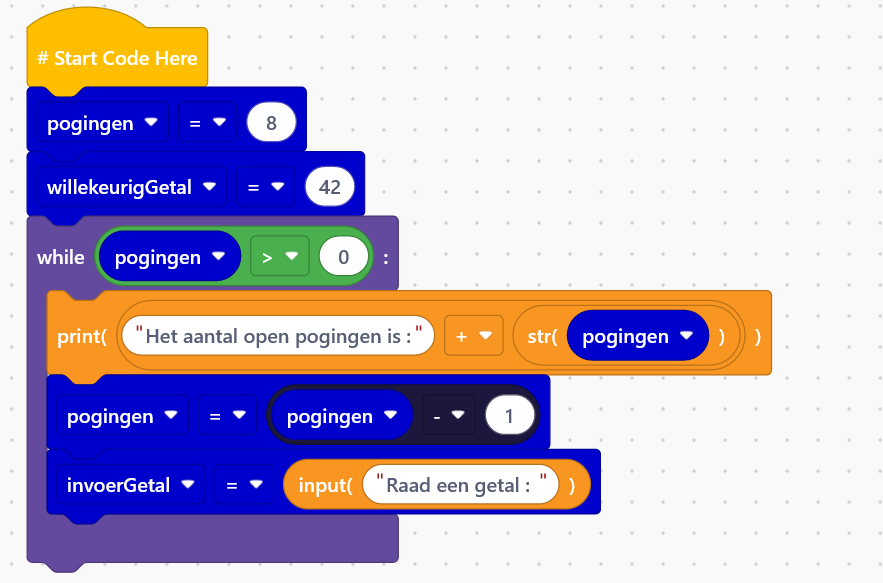 # Start Code Here
pogingen = 8
willekeurigGetal = 42
while pogingen > 0 :
print( "Het aantal open pogingen is :" + str( pogingen ) )
pogingen = pogingen - 1
invoerGetal = input( "Raad een getal : " )